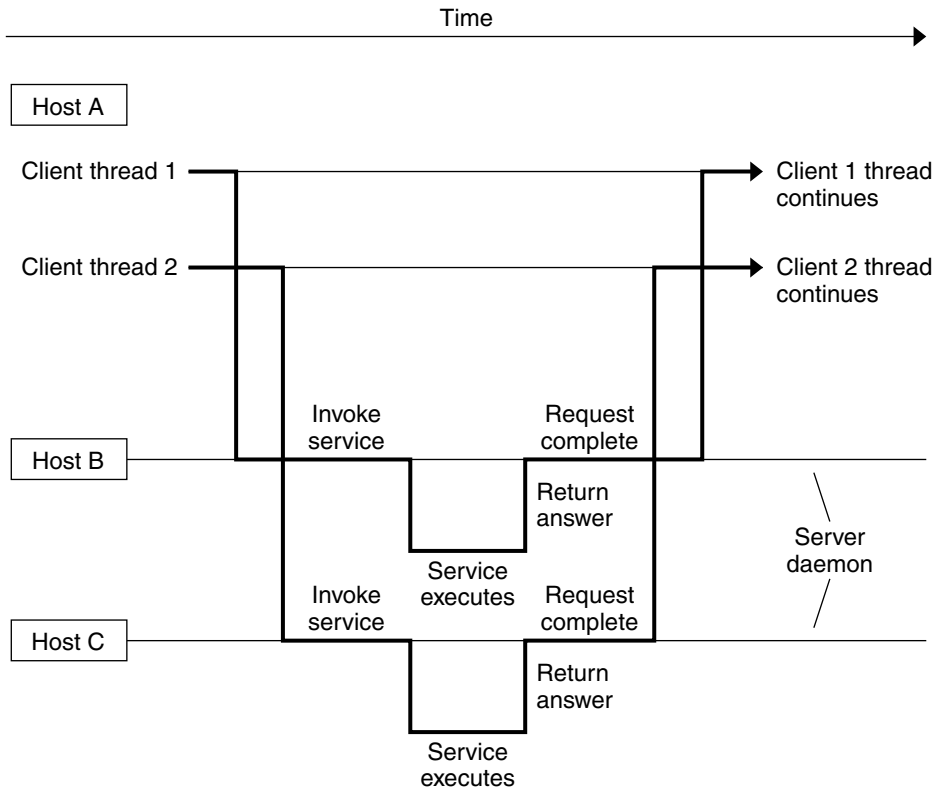 Time
Host A
Client thread 1
Client 1 thread
continues
Client thread 2
Client 2 thread
continues
Invoke
service
Request
complete
Host B
Return
answer
Service
executes
Server
daemon
Invoke
service
Request
complete
Host C
Return
answer
Service
executes